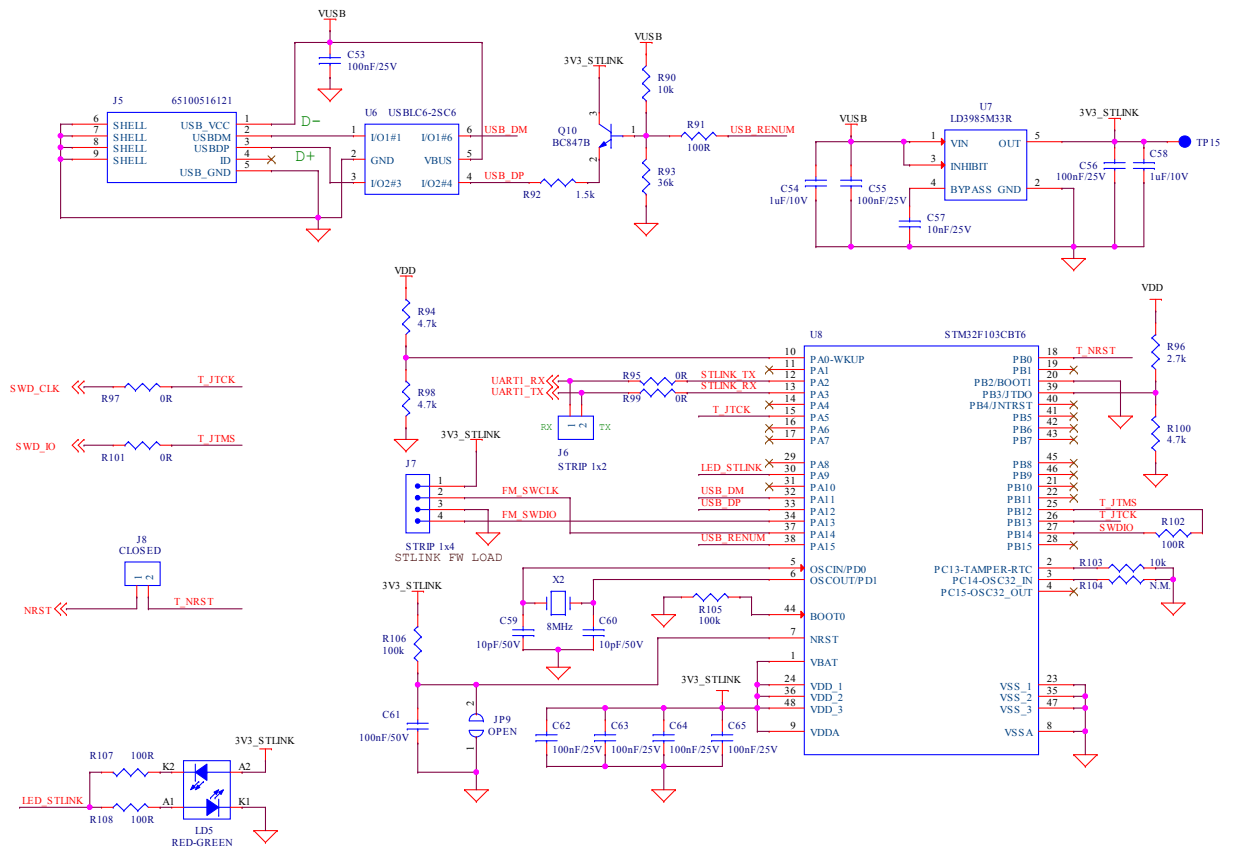 VUSB
C53
100nF/25V
J5
65100516121
6
7
8
9
SHELL
SHELL
SHELL
SHELL
USB_VCC
USBDM
USBDP
ID
USB_GND
1
2
3
4
5
D-
D+
U6
USBLC6-2SC6
1
2
3
I/O1#1
GND
I/O2#3
I/O1#6
VBUS
I/O2#4
6
5
4
USB_DM
USB_DP
R92
1.5k
3V3_STLINK
3
Q10
BC847B
1
2
VUSB
R90
10k
R91
100R
USB_RENUM
R93
36k
VUSB
C54
1uF/10V
C55
100nF/25V
C57
10nF/25V
U7
LD3985M33R
1
3
4
VIN
INHIBIT
BYPASS
OUT
GND
5
2
3V3_STLINK
C56
100nF/25V
C58
1uF/10V
TP15
VDD
R94
4.7k
R98
4.7k
SWD_CLK
R97
0R
T_JTCK
SWD_IO
R101
0R
T_JTMS
J8
CLOSED
1
2
NRST
T_NRST
UART1_RX
UART1_TX
R95
0R
R99
0R
STLINK_TX
STLINK_RX
RX
1
2
TX
J6
STRIP 1x2
3V3_STLINK
J7
1
2
3
4
FM_SWCLK
FM_SWDIO
STRIP 1x4
STLINK FW LOAD
T_JTCK
LED_STLINK
USB_DM
USB_DP
USB_RENUM
U8
STM32F103CBT6
10 PA0-WKUP
11 PA1
12 PA2
13 PA3
14 PA4
15 PA5
16 PA6
17 PA7
29 PA8
30 PA9
31 PA10
32 PA11
33 PA12
34 PA13
37 PA14
38 PA15
5 OSCIN/PD0
6 OSCOUT/PD1
44 BOOT0
7 NRST
1 VBAT
24 VDD_1
36 VDD_2
48 VDD_3
9 VDDA
PB0 18 T_NRST
PB1 19
PB2/BOOT1 20
PB3/JTDO 39
PB4/JNTRST 40
PB5 41
PB6 42
PB7 43
PB8 45
PB9 46
PB10 21
PB11 22
PB12 25 T_JTMS
PB13 26 T_JTCK
PB14 27 SWDIO
PB15 28
PC13-TAMPER-RTC 2
PC14-OSC32_IN 3
PC15-OSC32_OUT 4
VSS_1 23
VSS_2 35
VSS_3 47
VSSA 8
VDD
R96
2.7k
R100
4.7k
R102
100R
R103
10k
R104
N.M.
X2
8MHz
C59
10pF/50V
C60
10pF/50V
R105
100k
3V3_STLINK
R106
100k
C61
100nF/50V
2
JP9
OPEN
1
3V3_STLINK
C62
100nF/25V
C63
100nF/25V
C64
100nF/25V
C65
100nF/25V
R107
100R
R108
100R
LED_STLINK
K2
A1
A2
K1
3V3_STLINK
LD5
RED-GREEN